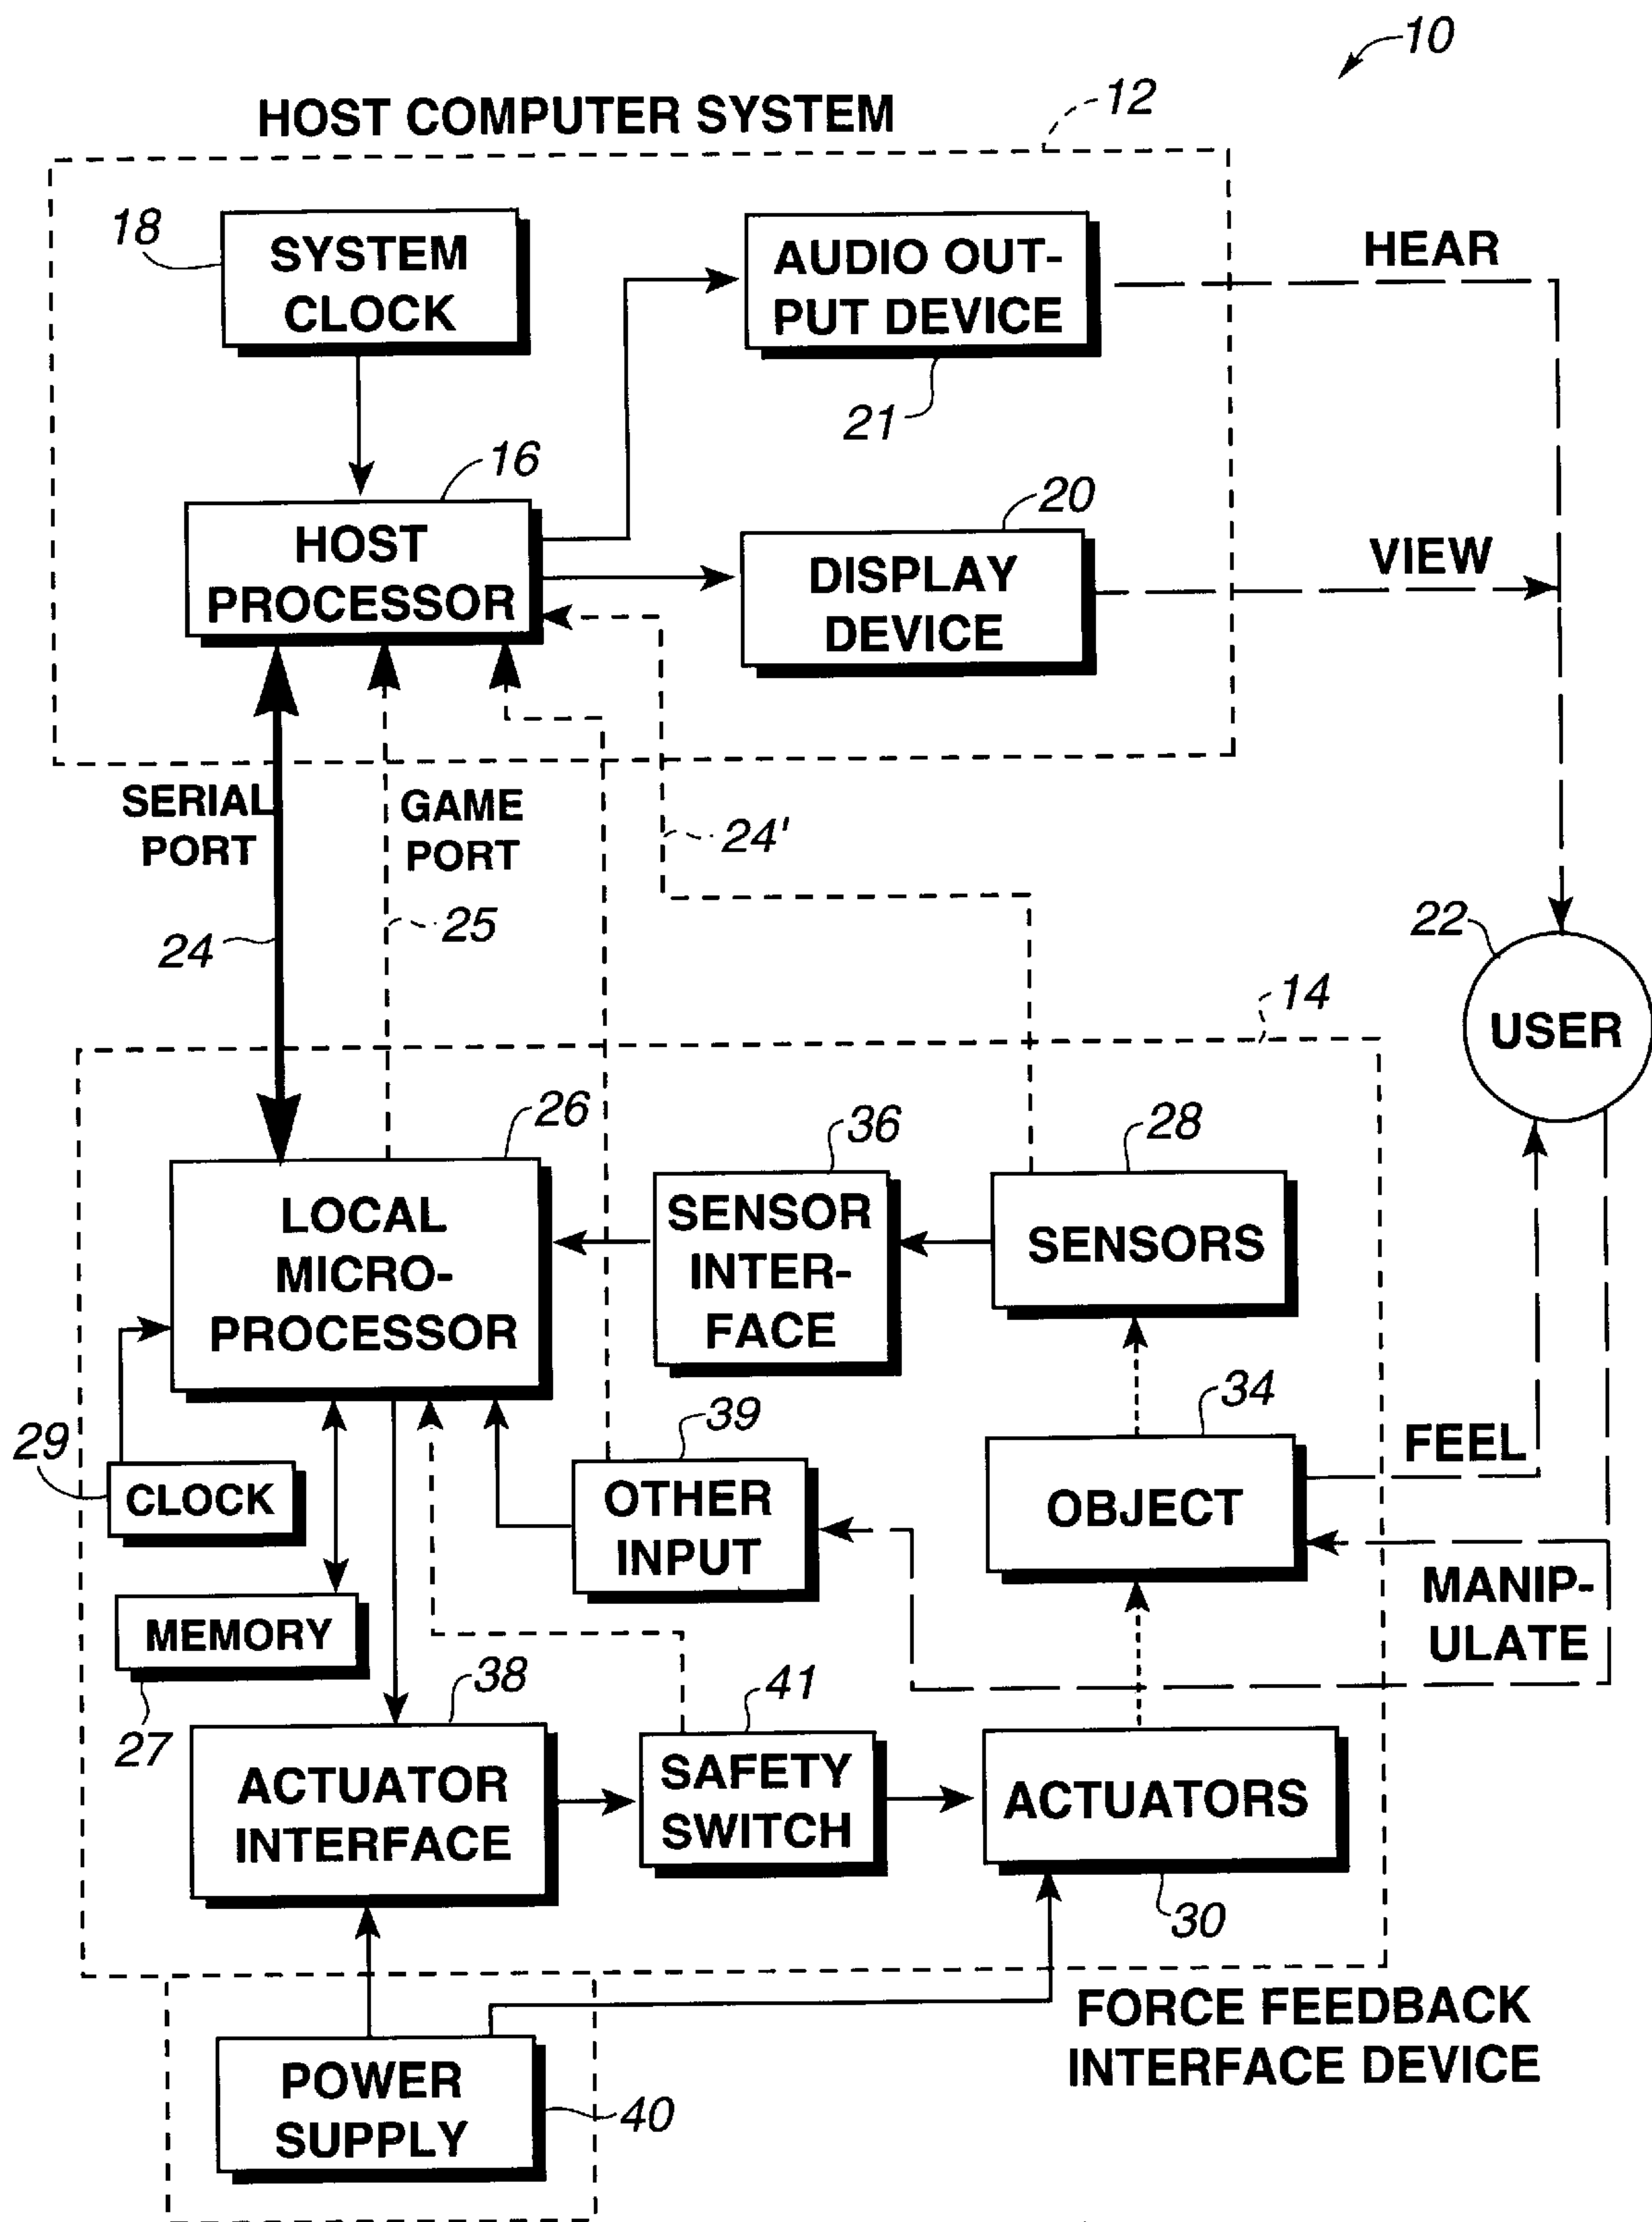 10
HOST COMPUTER SYSTEM
12
18
SYSTEM
CLOCK
AUDIO OUT-
PUT DEVICE
21
HEAR
16
HOST
PROCESSOR
20
DISPLAY
DEVICE
VIEW
SERIAL
PORT
GAME
PORT
24'
24
25
22
USER
14
26
LOCAL
MICRO-
PROCESSOR
36
SENSOR
INTER-
FACE
28
SENSORS
29
CLOCK
39
OTHER
INPUT
34
OBJECT
FEEL
MANIP-
ULATE
MEMORY
27
38
ACTUATOR
INTERFACE
41
SAFETY
SWITCH
ACTUATORS
30
FORCE FEEDBACK
INTERFACE DEVICE
POWER
SUPPLY
40